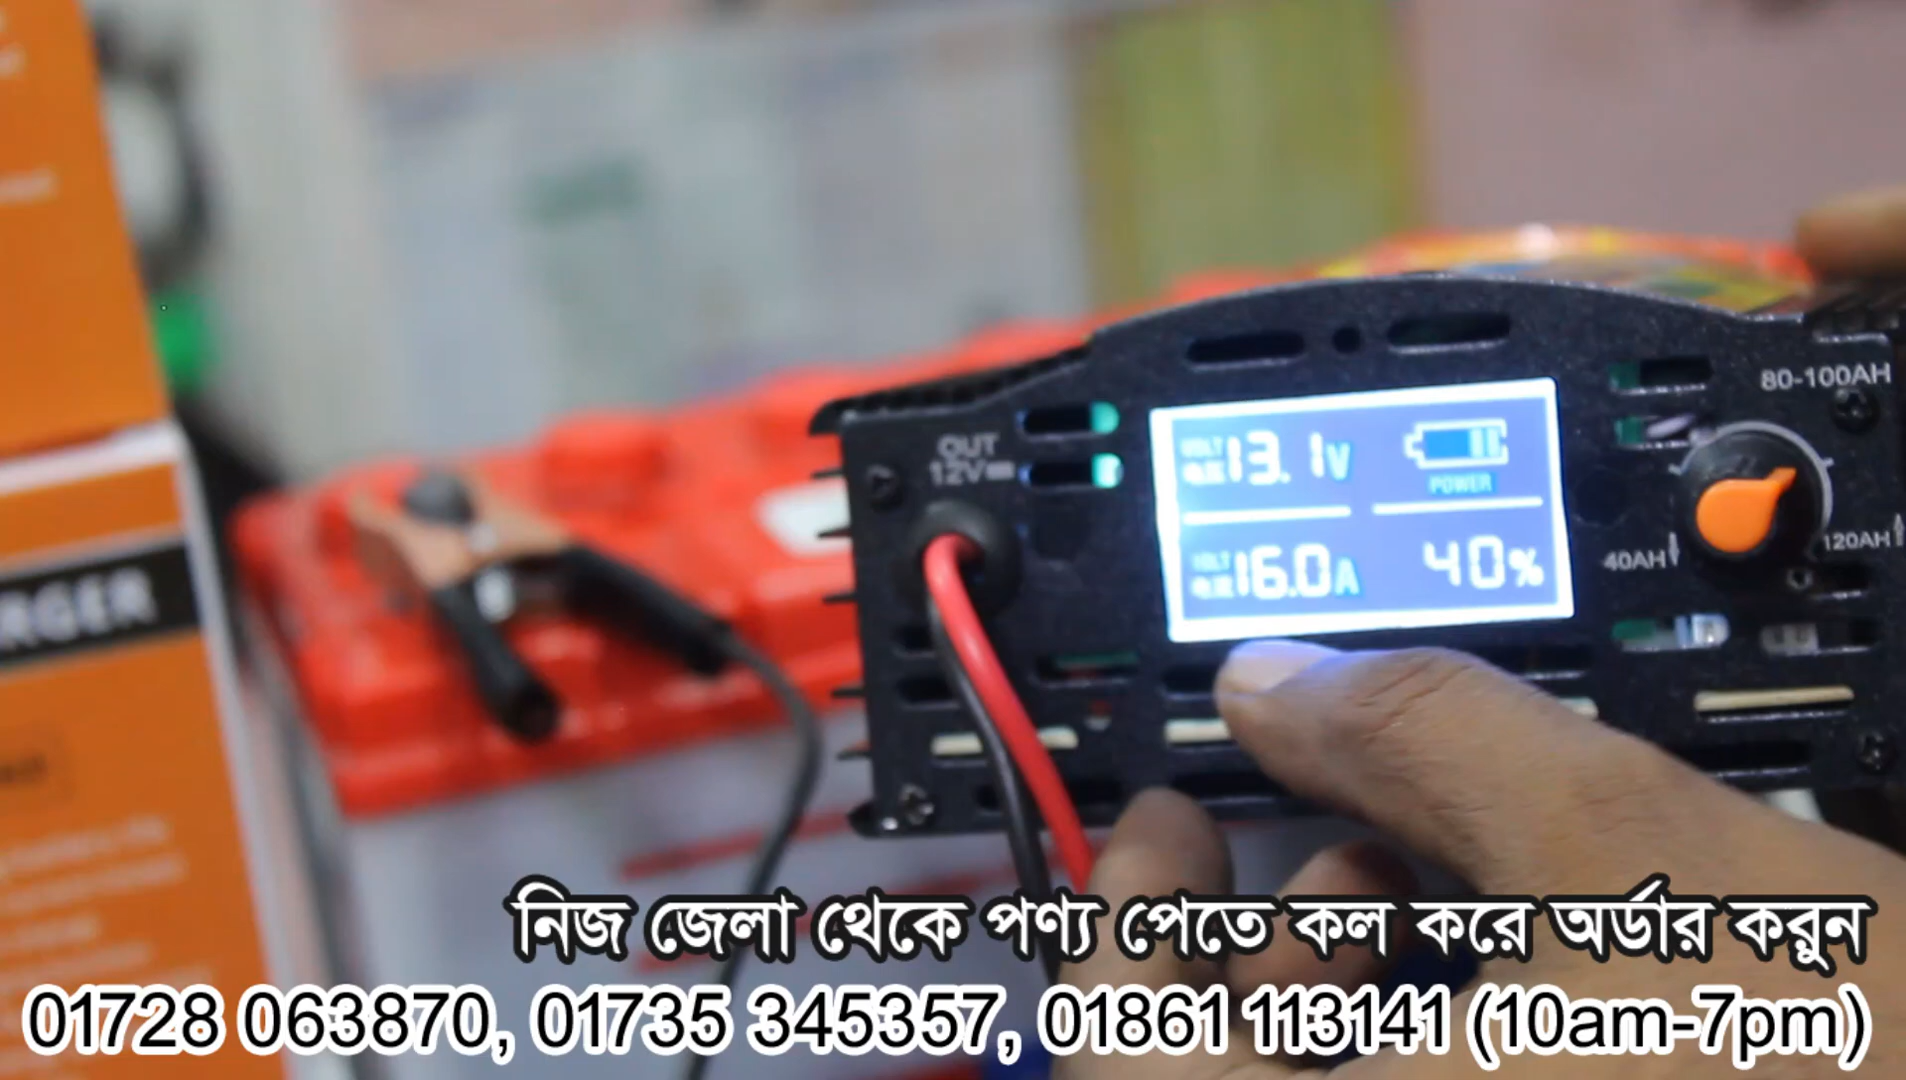 RGER
OUT
12V
13.1V
POWER
16.0A
40%
80-100AH
40AH
120AH
নিজ জেলা থেকে পণ্য পেতে কল করে অর্ডার করুন
01728 063870, 01735 345357, 01861 113141 (10am-7pm)